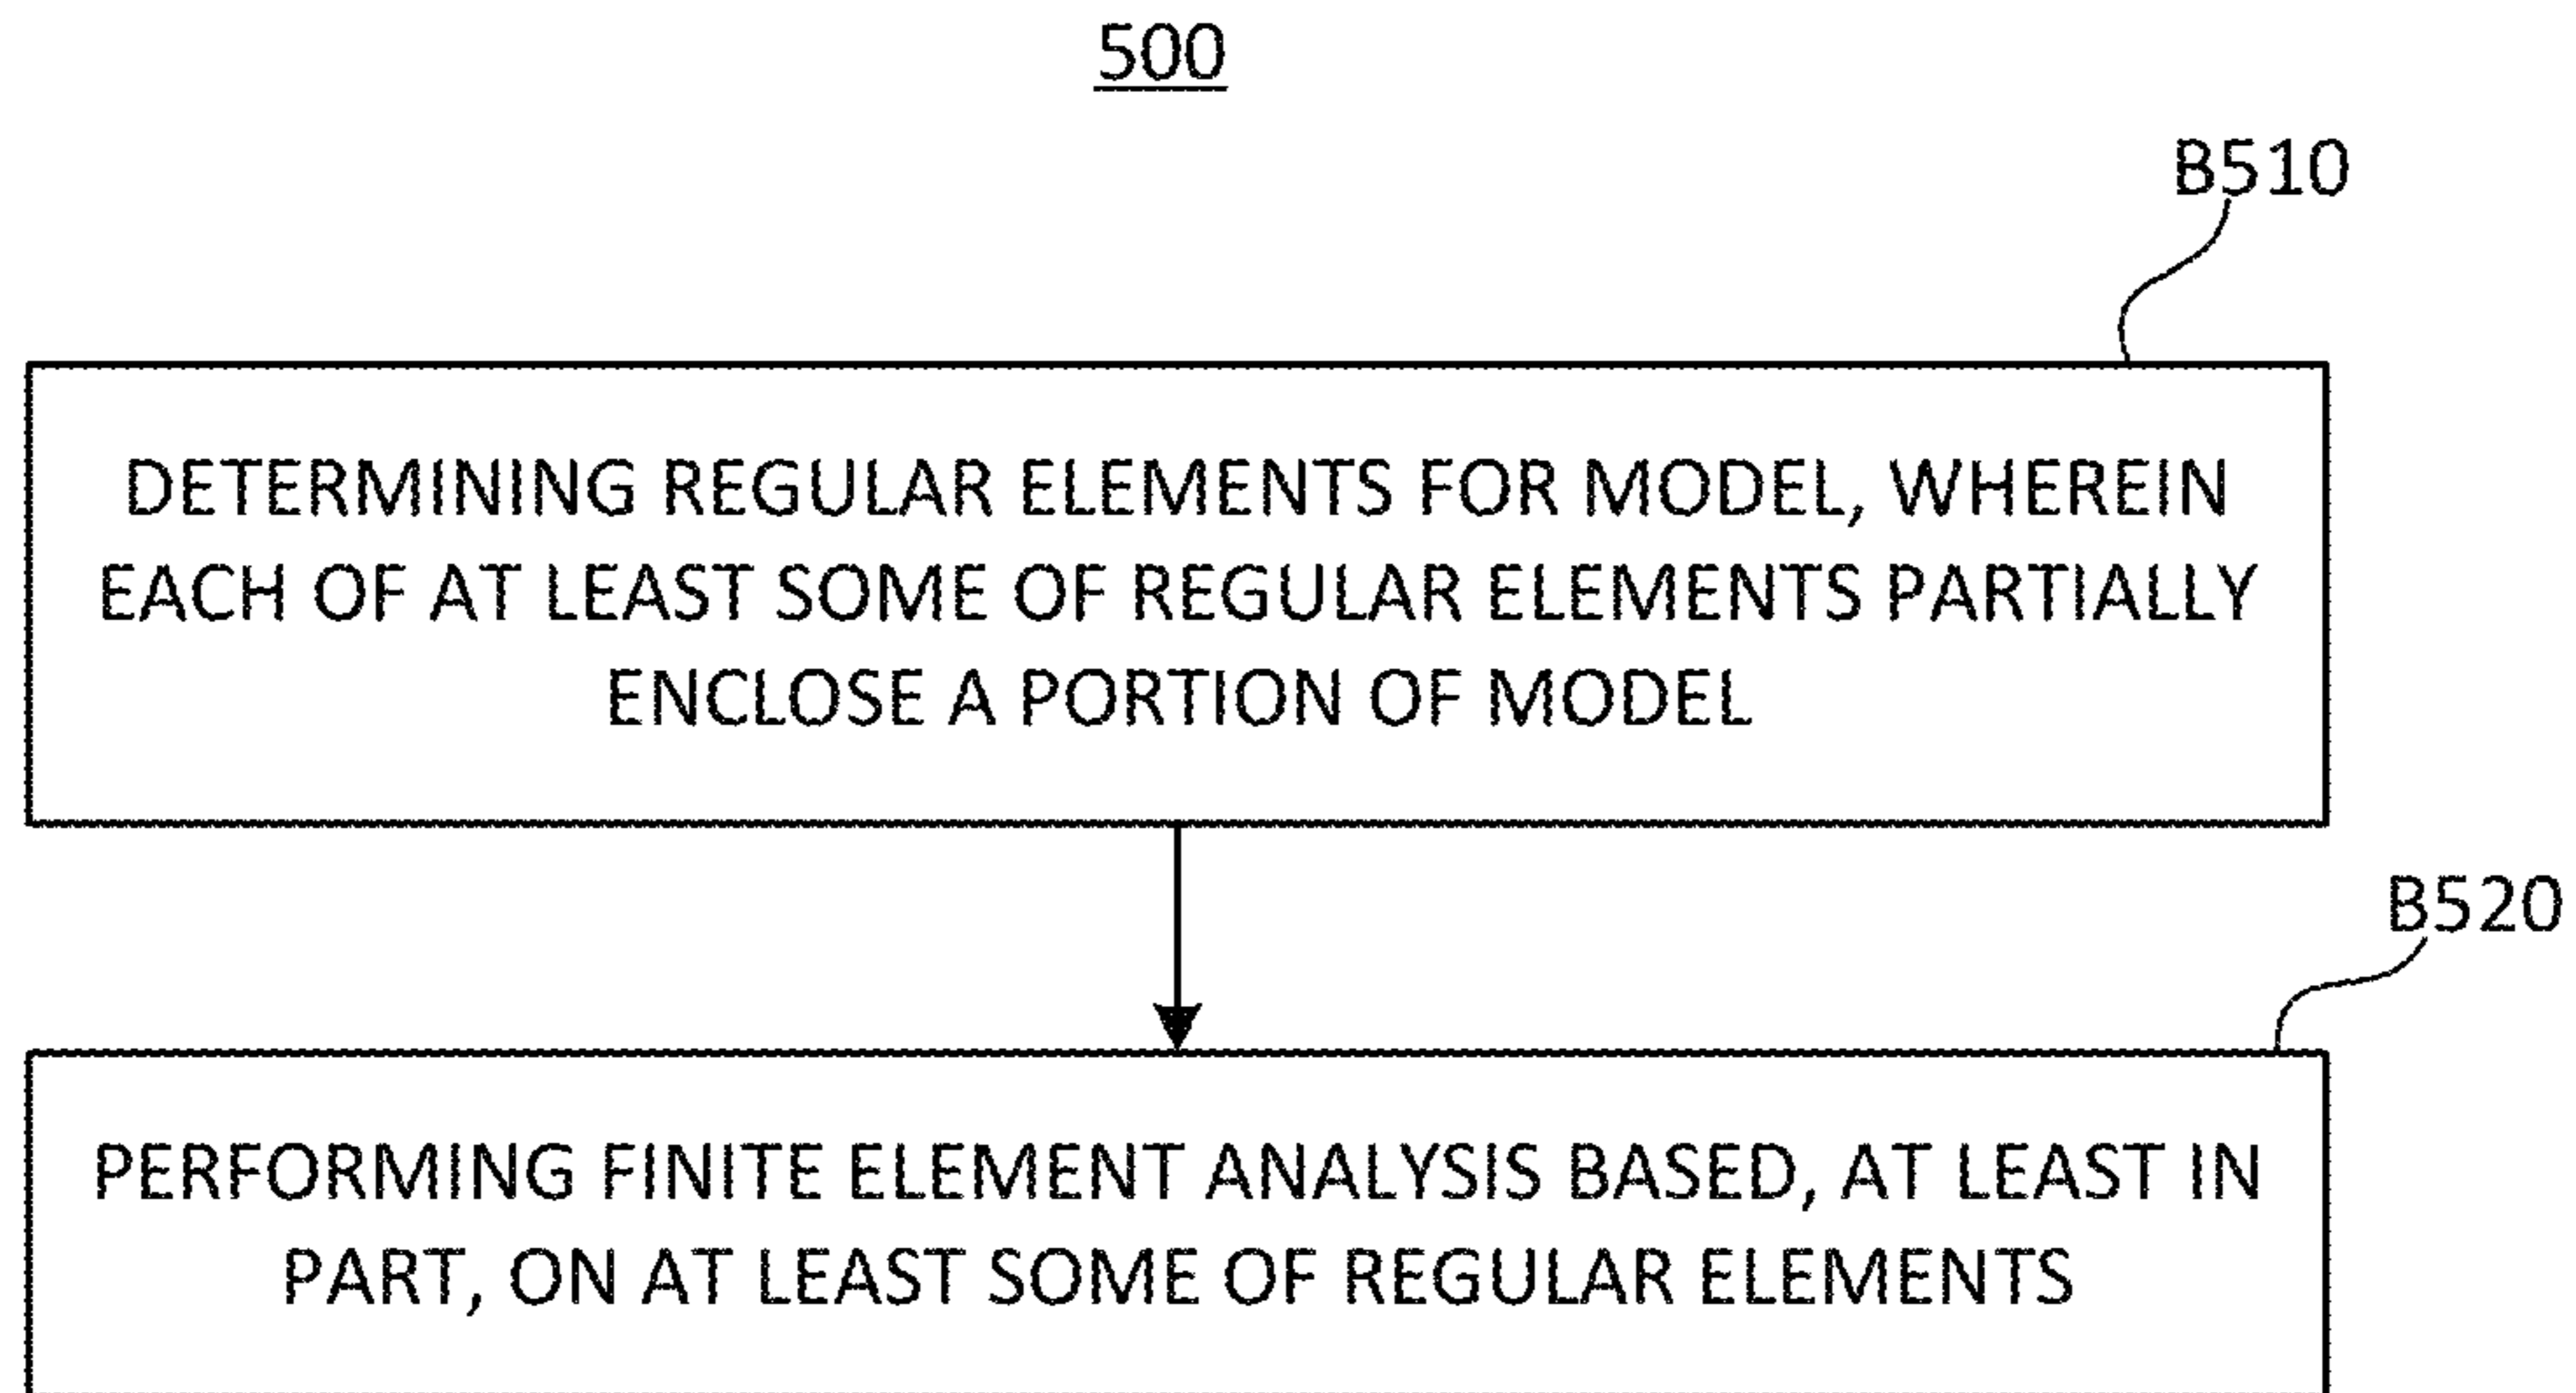 500
B510
DETERMINING REGULAR ELEMENTS FOR MODEL, WHEREIN
EACH OF AT LEAST SOME OF REGULAR ELEMENTS PARTIALLY
ENCLOSE A PORTION OF MODEL
B520
PERFORMING FINITE ELEMENT ANALYSIS BASED, AT LEAST IN
PART, ON AT LEAST SOME OF REGULAR ELEMENTS